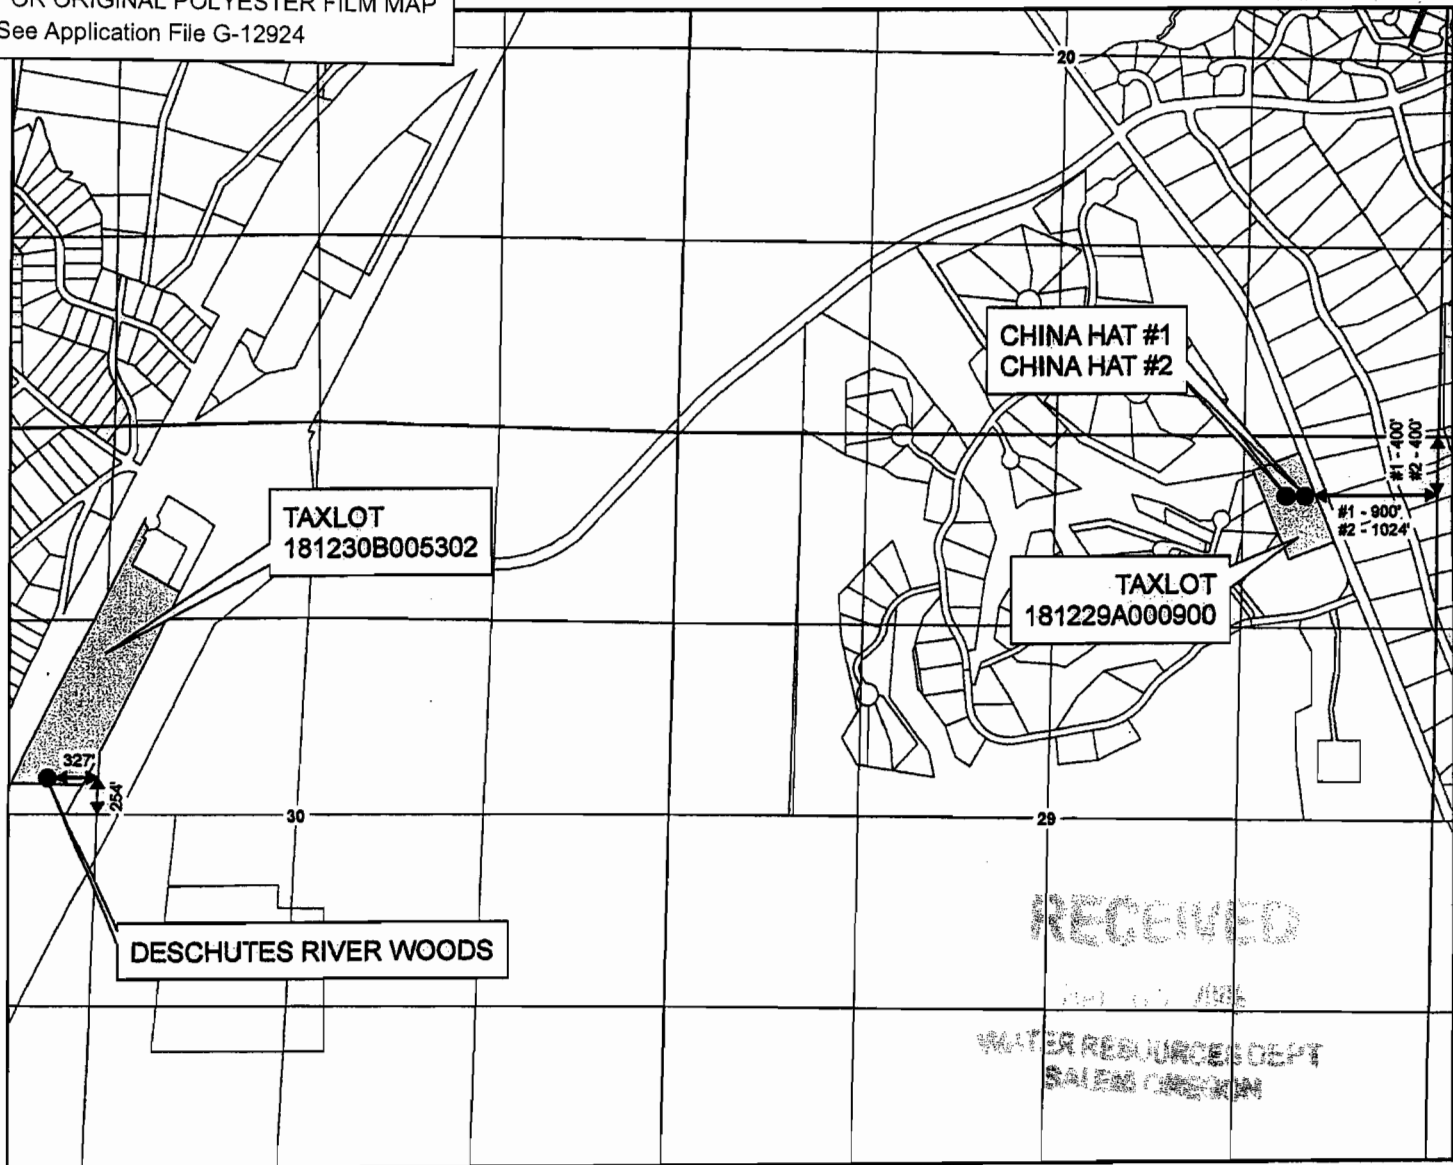 OR ORIGINAL POLYESTER FILM MAP
See Application File G-12924
20
CHINA HAT #1
CHINA HAT #2
#1 - 400'
#2 - 400'
#1 - 900'
#2 - 1024'
TAXLOT
181230B005302
TAXLOT
181229A000900
327'
254'
30
29
DESCHUTES RIVER WOODS
RECEIVED
WATER RESOURCES DEPT
SALEM OREGON